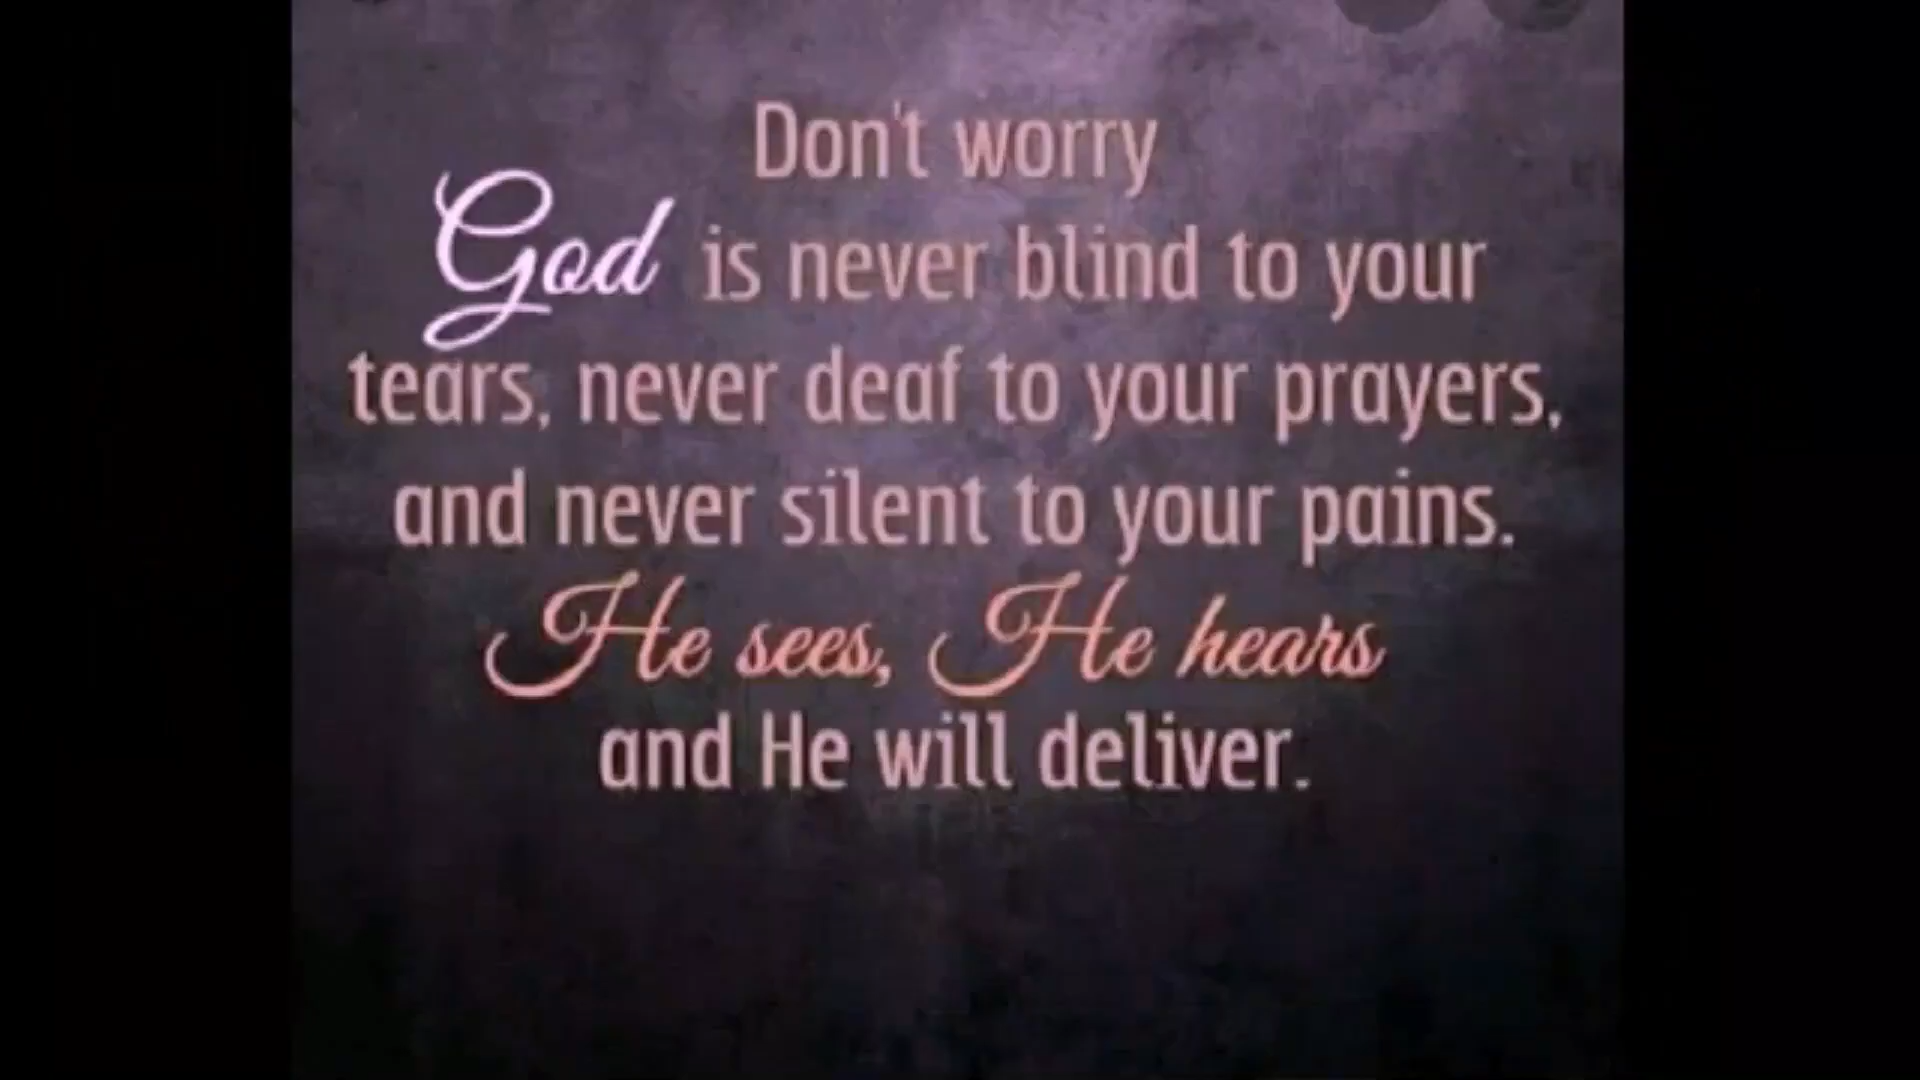 Don't worry
God is never blind to your
tears, never deaf to your prayers,
and never silent to your pains.
He sees, He hears
and He will deliver.